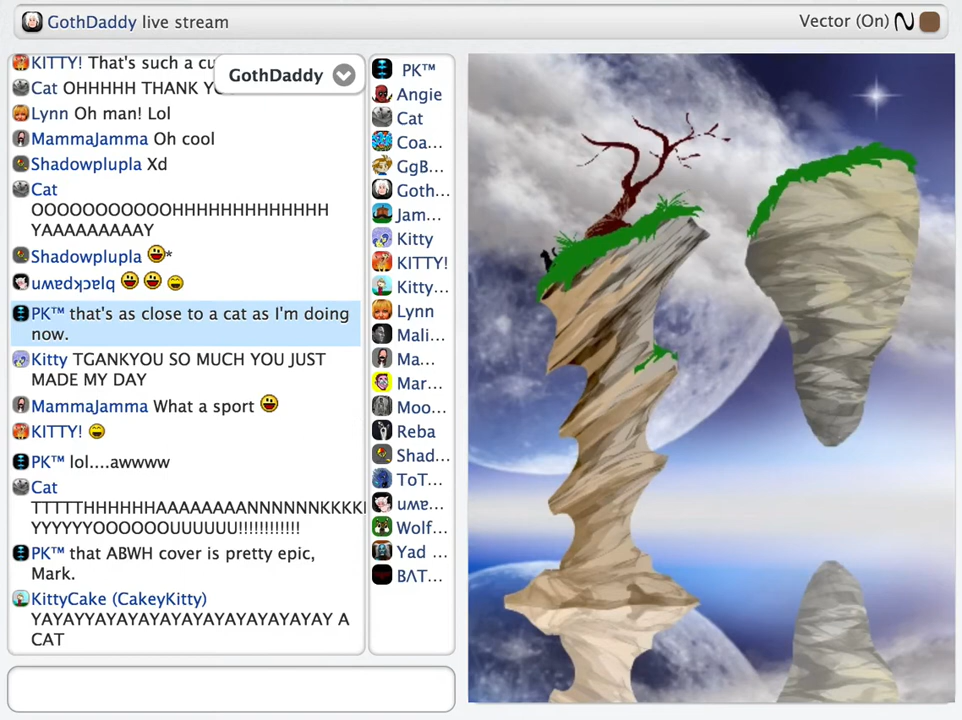 GothDaddy live stream
Vector (On)
KITTY! That's such a cu
GothDaddy
Cat OHHHHH THANK YO
Lynn Oh man! Lol
MammaJamma Oh cool
Shadowplupla Xd
Cat
OOOOOOOOOOOHHHHHHHHHHHHH
YAAAAAAAAAY
Shadowplupla *
uʍɐdʞɔɐlq
PK™ that's as close to a cat as I'm doing
now.
Kitty TGANKYOU SO MUCH YOU JUST
MADE MY DAY
MammaJamma What a sport
KITTY!
PK™ lol....awwww
Cat
TTTTTHHHHHHAAAAAAAANNNNNNKKKK
YYYYYYOOOOOOUUUUUU!!!!!!!!!!!!
PK™ that ABWH cover is pretty epic,
Mark.
KittyCake (CakeyKitty)
YAYAYYAYAYAYAYAYAYAYAYAYAY A
CAT
PK™
Angie
Cat
Coa...
GgB...
Goth...
Jam...
Kitty
KITTY!
Kitty...
Lynn
Mali...
Ma...
Mar...
Moo...
Reba
Shad...
ToT...
uʍɐ...
Wolf...
Yad ...
BΛT...